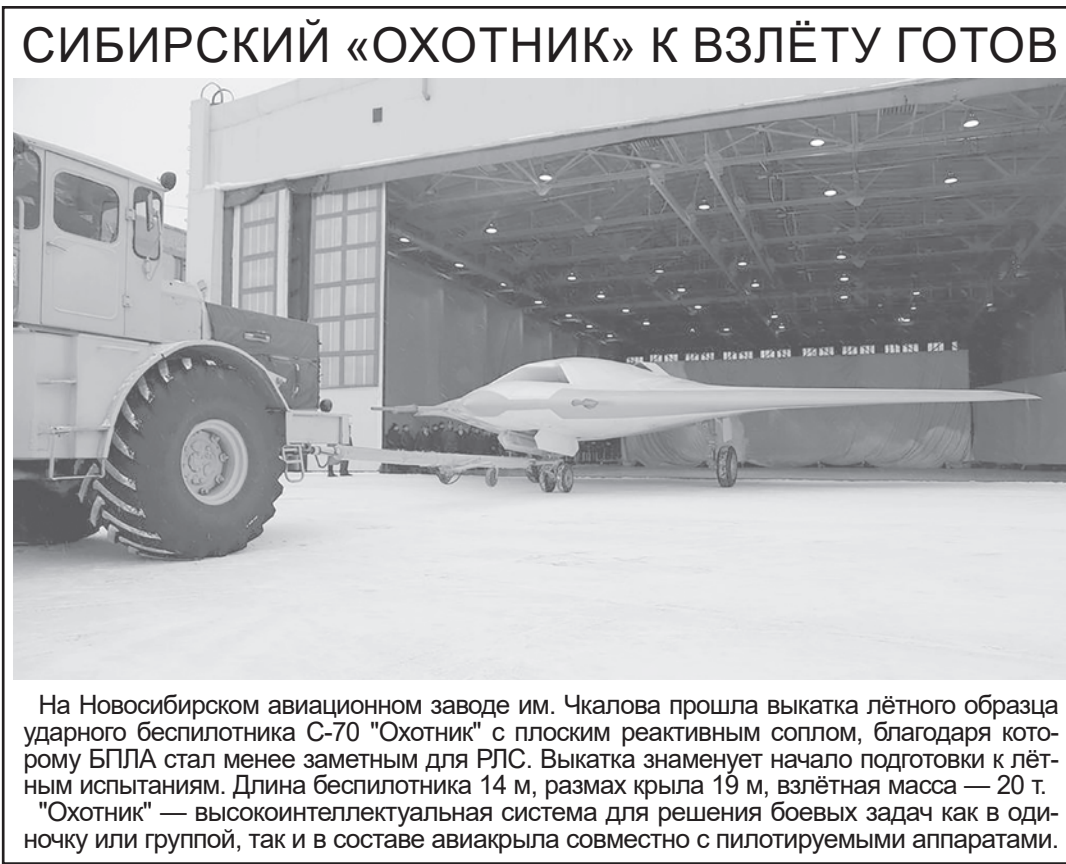 СИБИРСКИЙ «ОХОТНИК» К ВЗЛЁТУ ГОТОВ
На Новосибирском авиационном заводе им. Чкалова прошла выкатка лётного образца
ударного беспилотника С-70 "Охотник" с плоским реактивным соплом, благодаря кото-
рому БПЛА стал менее заметным для РЛС. Выкатка знаменует начало подготовки к лёт-
ным испытаниям. Длина беспилотника 14 м, размах крыла 19 м, взлётная масса — 20 т.
"Охотник" — высокоинтеллектуальная система для решения боевых задач как в оди-
ночку или группой, так и в составе авиакрыла совместно с пилотируемыми аппаратами.